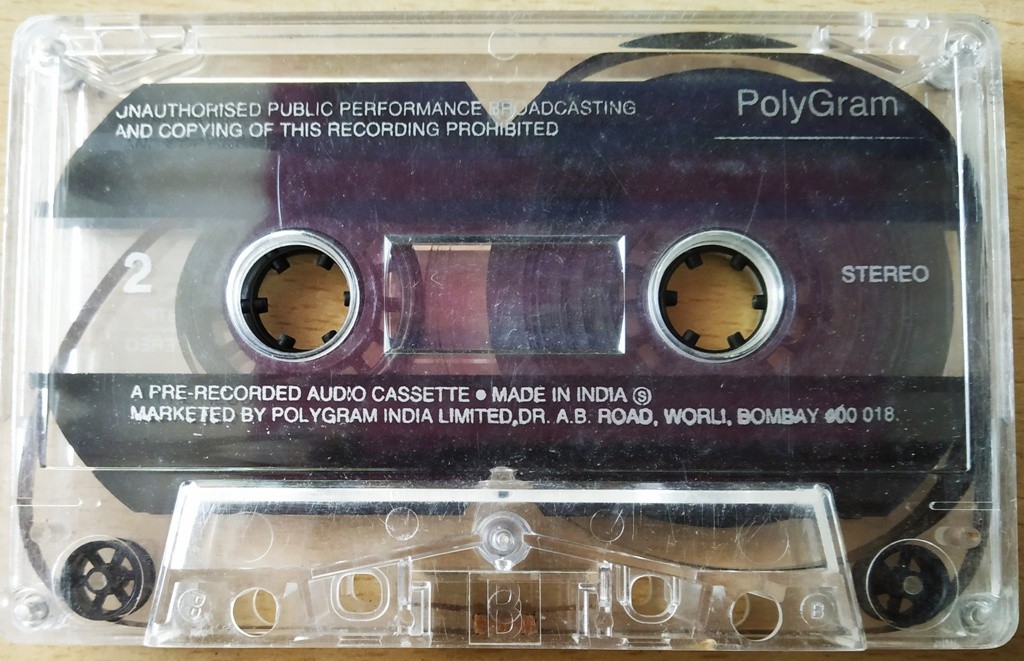 UNAUTHORISED PUBLIC PERFORMANCE BROADCASTING
AND COPYING OF THIS RECORDING PROHIBITED
PolyGram
2
STEREO
A PRE-RECORDED AUDIO CASSETTE ● MADE IN INDIA Ⓢ
MARKETED BY POLYGRAM INDIA LIMITED,DR. A.B. ROAD, WORLI, BOMBAY 400 018.
B